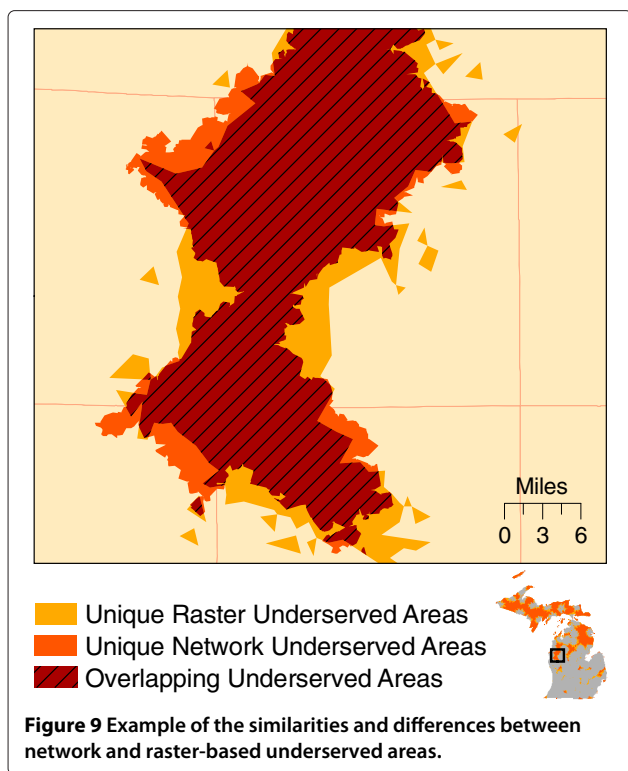 Miles
0 3 6
Unique Raster Underserved Areas
Unique Network Underserved Areas
Overlapping Underserved Areas
Figure 9 Example of the similarities and differences between
network and raster-based underserved areas.